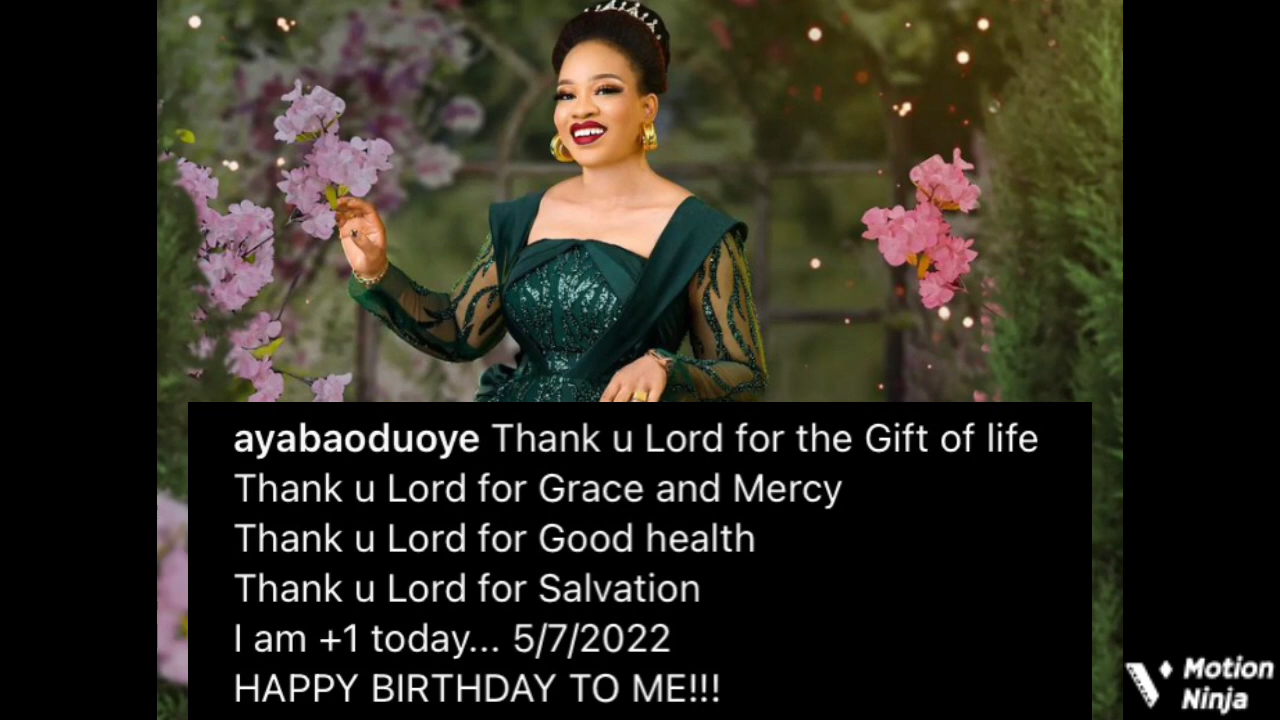 ayabaoduoye Thank u Lord for the Gift of life
Thank u Lord for Grace and Mercy
Thank u Lord for Good health
Thank u Lord for Salvation
I am +1 today... 5/7/2022
HAPPY BIRTHDAY TO ME!!!
Motion
Ninja